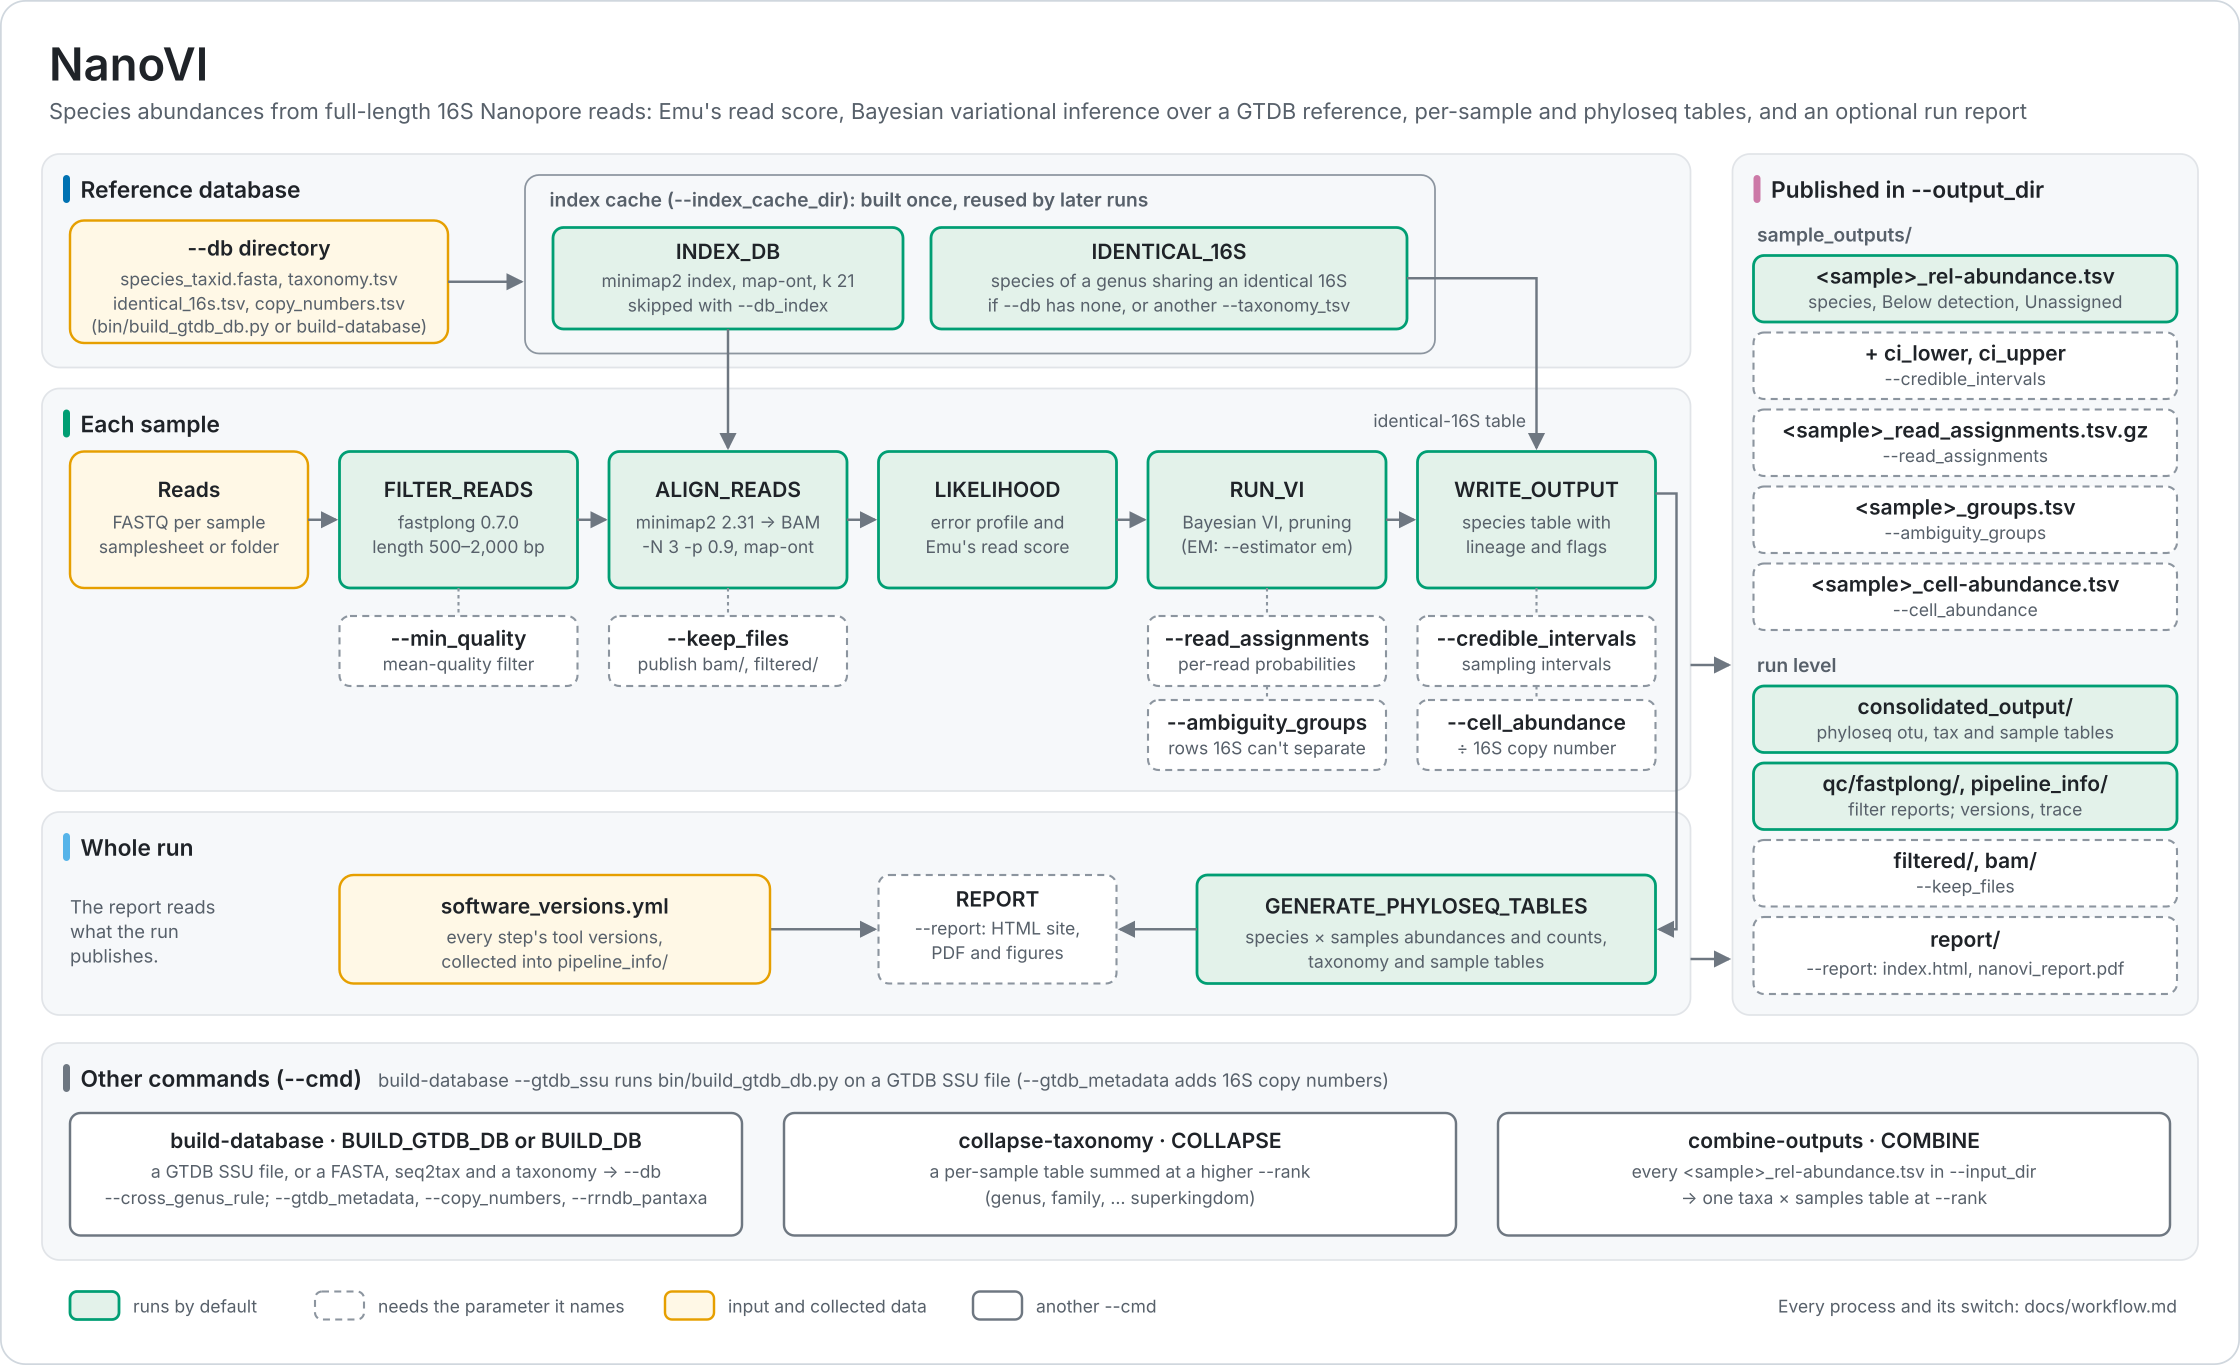 NanoVI
Species abundances from full-length 16S Nanopore reads: Emu's read score, Bayesian variational inference over a GTDB reference, per-sample and phyloseq tables, and an optional run report
Reference database
--db directory
species_taxid.fasta, taxonomy.tsv
identical_16s.tsv, copy_numbers.tsv
(bin/build_gtdb_db.py or build-database)
index cache (--index_cache_dir): built once, reused by later runs
INDEX_DB
minimap2 index, map-ont, k 21
skipped with --db_index
IDENTICAL_16S
species of a genus sharing an identical 16S
if --db has none, or another --taxonomy_tsv
Each sample
identical-16S table
Reads
FASTQ per sample
samplesheet or folder
FILTER_READS
fastplong 0.7.0
length 500–2,000 bp
ALIGN_READS
minimap2 2.31 → BAM
-N 3 -p 0.9, map-ont
LIKELIHOOD
error profile and
Emu's read score
RUN_VI
Bayesian VI, pruning
(EM: --estimator em)
WRITE_OUTPUT
species table with
lineage and flags
--min_quality
mean-quality filter
--keep_files
publish bam/, filtered/
--read_assignments
per-read probabilities
--credible_intervals
sampling intervals
--ambiguity_groups
rows 16S can't separate
--cell_abundance
÷ 16S copy number
Whole run
The report reads
what the run
publishes.
software_versions.yml
every step's tool versions,
collected into pipeline_info/
REPORT
--report: HTML site,
PDF and figures
GENERATE_PHYLOSEQ_TABLES
species × samples abundances and counts,
taxonomy and sample tables
Published in --output_dir
sample_outputs/
<sample>_rel-abundance.tsv
species, Below detection, Unassigned
+ ci_lower, ci_upper
--credible_intervals
<sample>_read_assignments.tsv.gz
--read_assignments
<sample>_groups.tsv
--ambiguity_groups
<sample>_cell-abundance.tsv
--cell_abundance
run level
consolidated_output/
phyloseq otu, tax and sample tables
qc/fastplong/, pipeline_info/
filter reports; versions, trace
filtered/, bam/
--keep_files
report/
--report: index.html, nanovi_report.pdf
Other commands (--cmd) build-database --gtdb_ssu runs bin/build_gtdb_db.py on a GTDB SSU file (--gtdb_metadata adds 16S copy numbers)
build-database · BUILD_GTDB_DB or BUILD_DB
a GTDB SSU file, or a FASTA, seq2tax and a taxonomy → --db
--cross_genus_rule; --gtdb_metadata, --copy_numbers, --rrndb_pantaxa
collapse-taxonomy · COLLAPSE
a per-sample table summed at a higher --rank
(genus, family, … superkingdom)
combine-outputs · COMBINE
every <sample>_rel-abundance.tsv in --input_dir
→ one taxa × samples table at --rank
runs by default
needs the parameter it names
input and collected data
another --cmd
Every process and its switch: docs/workflow.md